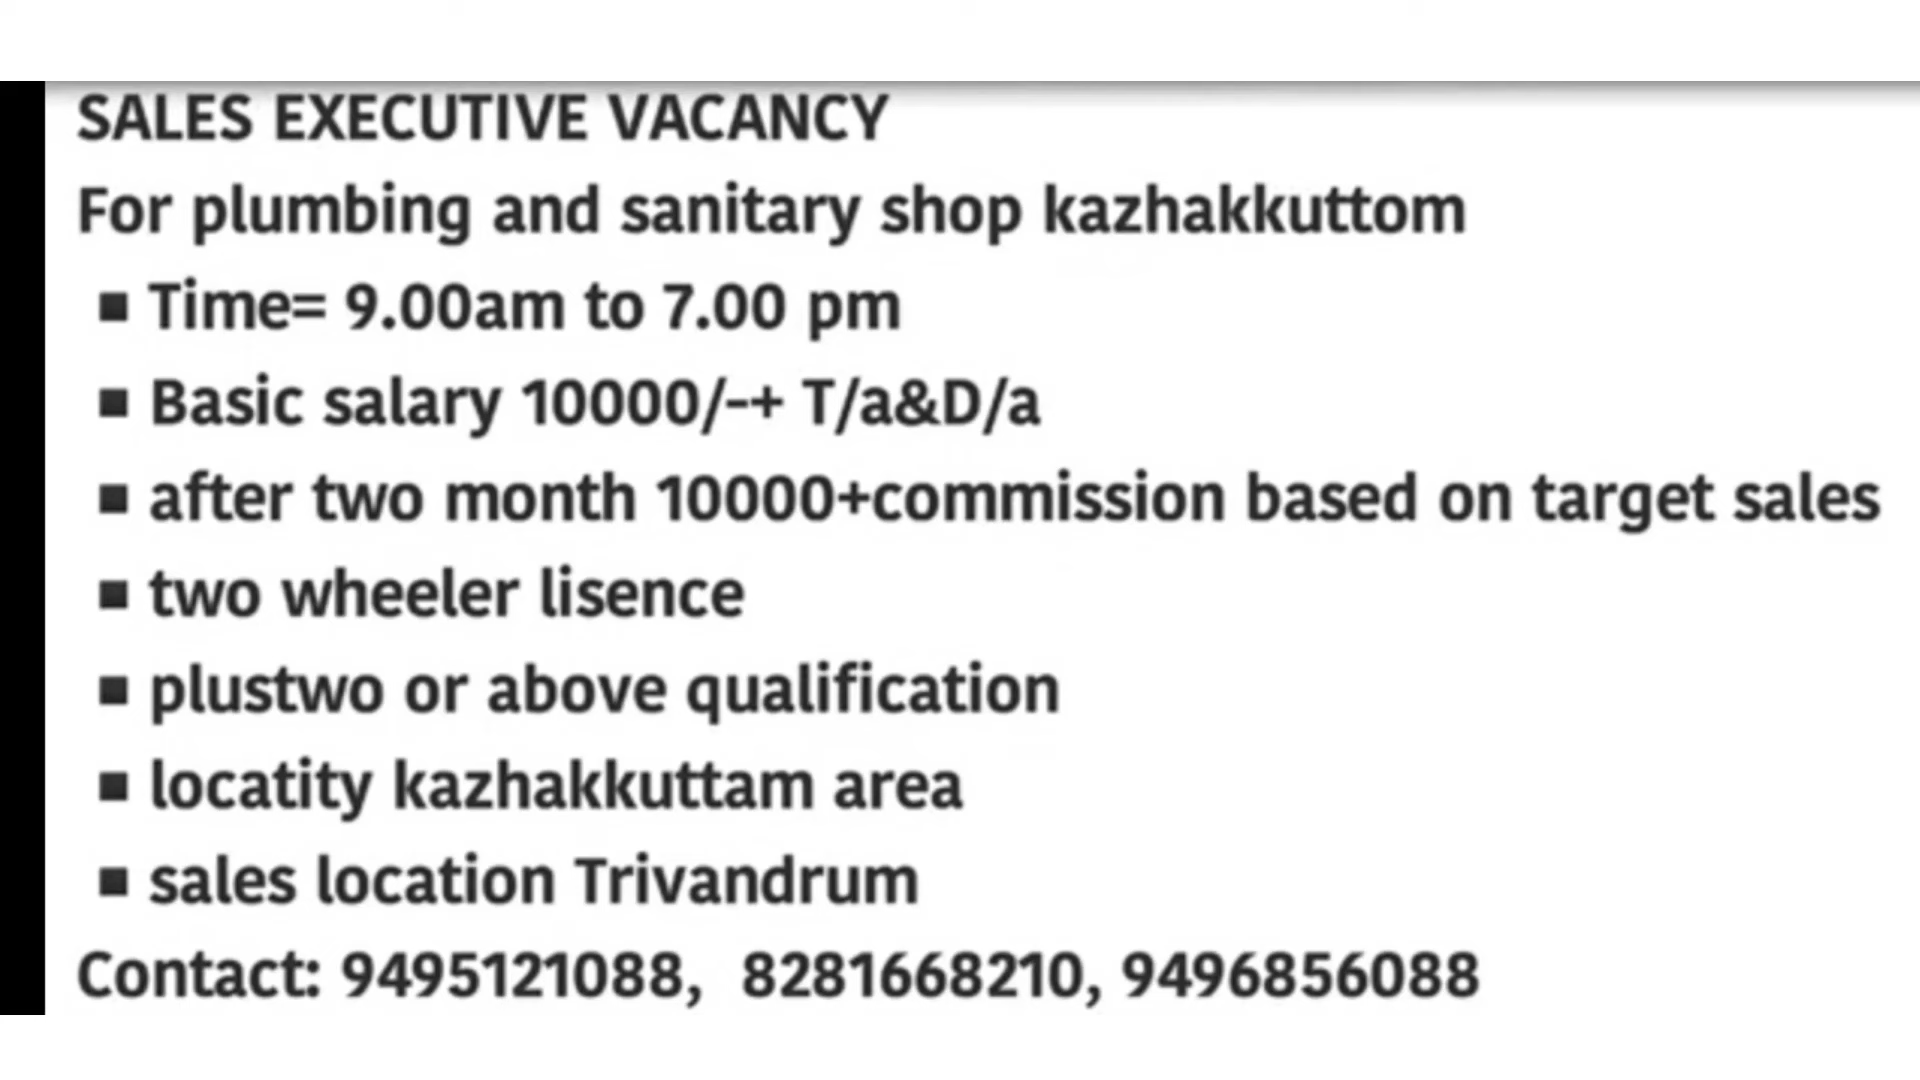 SALES EXECUTIVE VACANCY
For plumbing and sanitary shop kazhakkuttom
▪ Time= 9.00am to 7.00 pm
▪ Basic salary 10000/-+ T/a&D/a
▪ after two month 10000+commission based on target sales
▪ two wheeler lisence
▪ plustwo or above qualification
▪ locatity kazhakkuttam area
▪ sales location Trivandrum
Contact: 9495121088, 8281668210, 9496856088